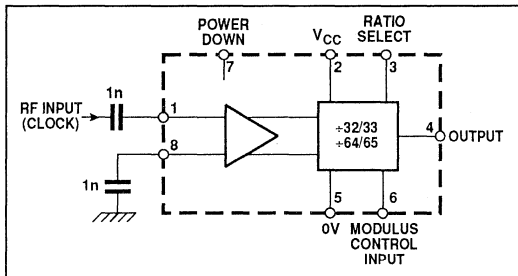 POWER
DOWN
7
VCC
2
RATIO
SELECT
3
1n
RF INPUT
(CLOCK)
1
8
1n
÷32/33
÷64/65
4
OUTPUT
5
0V
6
MODULUS
CONTROL
INPUT